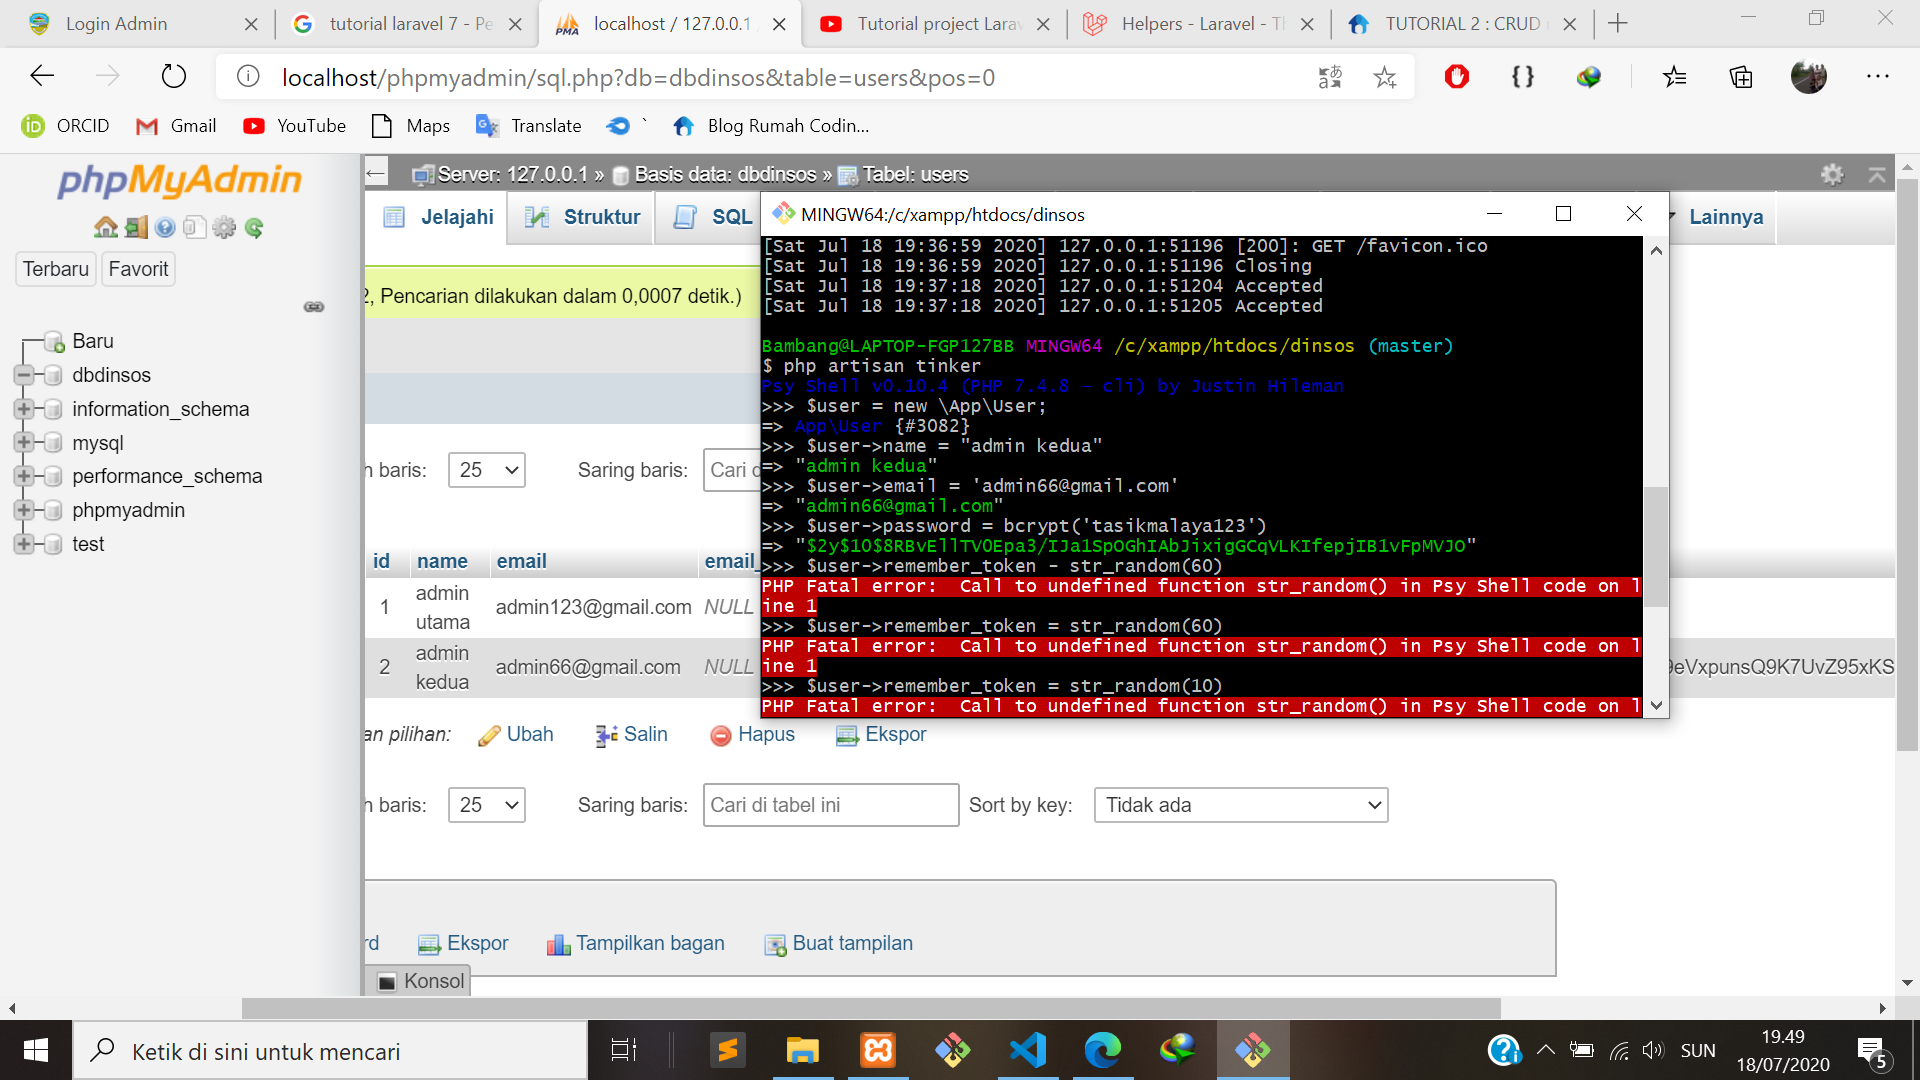 Login Admin
tutorial laravel 7 - Pe
localhost / 127.0.0.1
Tutorial project Larav
Helpers - Laravel - Th
TUTORIAL 2 : CRUD
localhost/phpmyadmin/sql.php?db=dbdinsos&table=users&pos=0
ORCID
Gmail
YouTube
Maps
Translate
`
Blog Rumah Codin...
phpMyAdmin
Terbaru
Favorit
Baru
dbdinsos
information_schema
mysql
performance_schema
phpmyadmin
test
Server: 127.0.0.1 » Basis data: dbdinsos » Tabel: users
Jelajahi
Struktur
SQL
Lainnya
2, Pencarian dilakukan dalam 0,0007 detik.)
h baris:
25
Saring baris:
Cari d
id
name
email
email_
1
admin utama
admin123@gmail.com
NULL
2
admin kedua
admin66@gmail.com
NULL
9eVxpunsQ9K7UvZ95xKS
an pilihan:
Ubah
Salin
Hapus
Ekspor
h baris:
25
Saring baris:
Cari di tabel ini
Sort by key:
Tidak ada
rd
Ekspor
Tampilkan bagan
Buat tampilan
Konsol
MINGW64:/c/xampp/htdocs/dinsos
[Sat Jul 18 19:36:59 2020] 127.0.0.1:51196 [200]: GET /favicon.ico
[Sat Jul 18 19:36:59 2020] 127.0.0.1:51196 Closing
[Sat Jul 18 19:37:18 2020] 127.0.0.1:51204 Accepted
[Sat Jul 18 19:37:18 2020] 127.0.0.1:51205 Accepted
Bambang@LAPTOP-FGP127BB MINGW64 /c/xampp/htdocs/dinsos (master)
$ php artisan tinker
Psy Shell v0.10.4 (PHP 7.4.8 — cli) by Justin Hileman
>>> $user = new \App\User;
=> App\User {#3082}
>>> $user->name = "admin kedua"
=> "admin kedua"
>>> $user->email = 'admin66@gmail.com'
=> "admin66@gmail.com"
>>> $user->password = bcrypt('tasikmalaya123')
=> "$2y$10$8RBvEllTVOEpa3/IJa1SpOGhIAbJixigGCqVLKIfepjIB1vFpMVJO"
>>> $user->remember_token - str_random(60)
PHP Fatal error:  Call to undefined function str_random() in Psy Shell code on l
ine 1
>>> $user->remember_token = str_random(60)
PHP Fatal error:  Call to undefined function str_random() in Psy Shell code on l
ine 1
>>> $user->remember_token = str_random(10)
PHP Fatal error:  Call to undefined function str_random() in Psy Shell code on l
Ketik di sini untuk mencari
SUN
19.49
18/07/2020
5